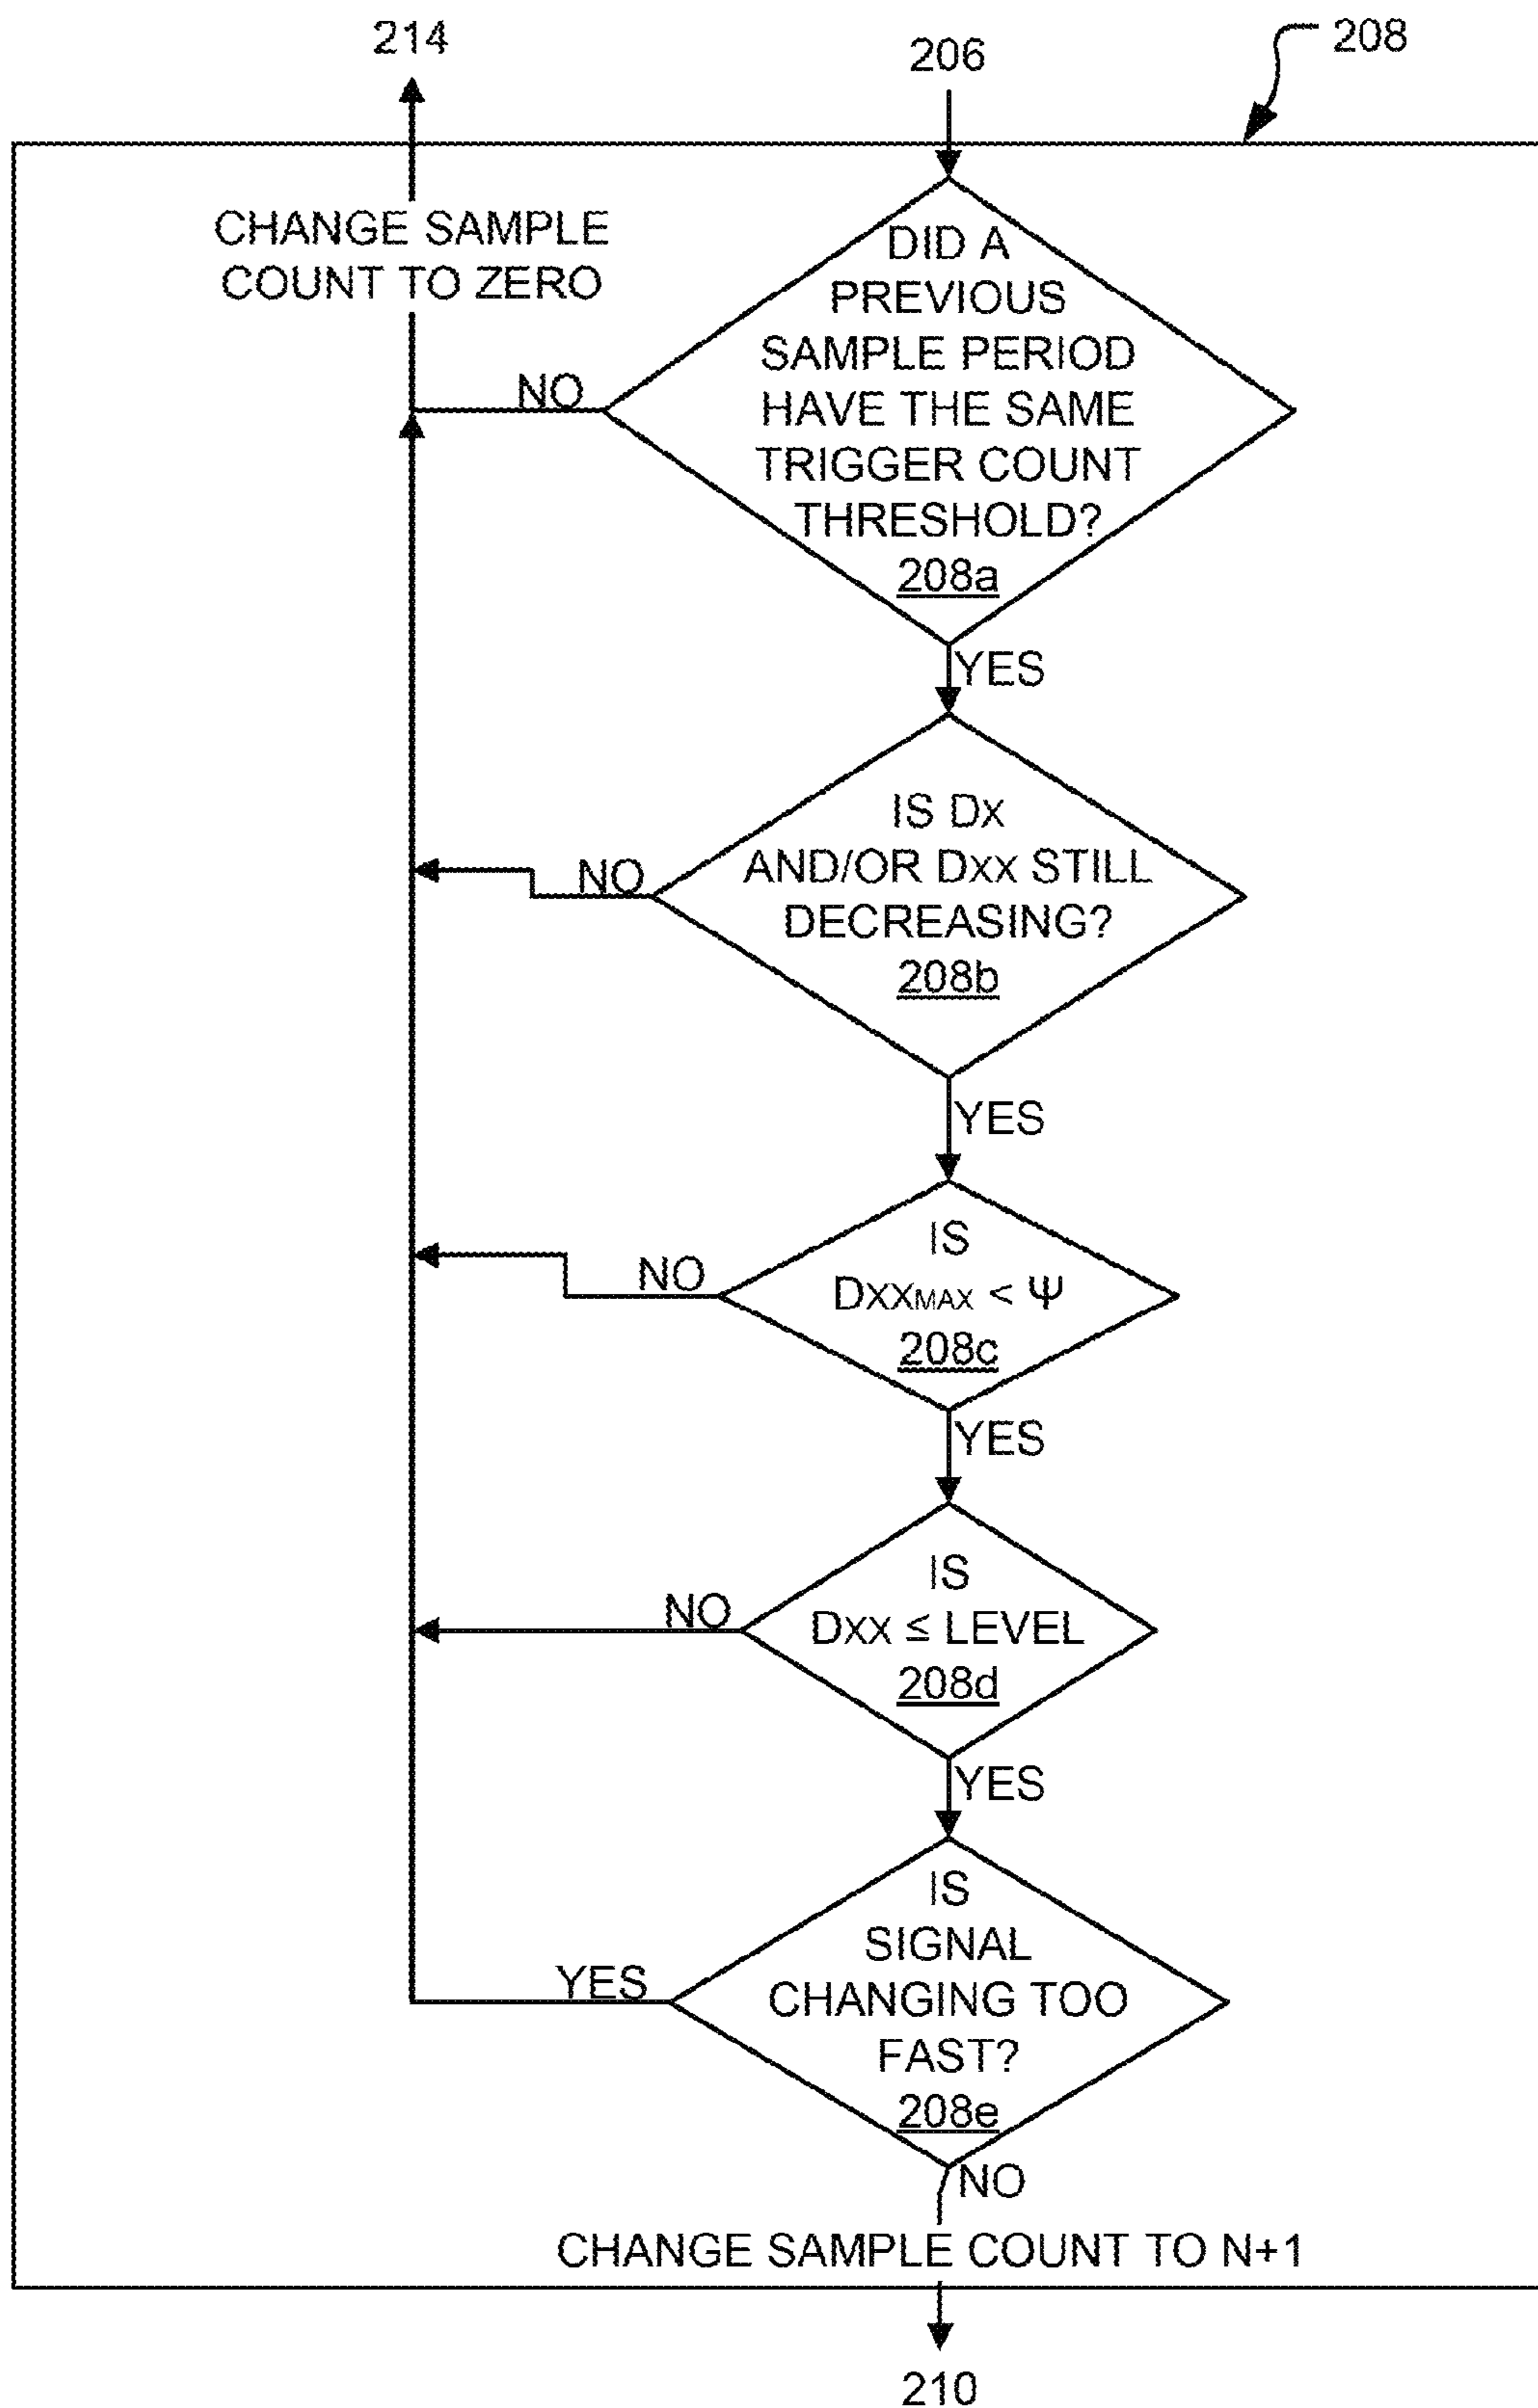 214
206
208
CHANGE SAMPLE
COUNT TO ZERO
DID A
PREVIOUS
SAMPLE PERIOD
HAVE THE SAME
TRIGGER COUNT
THRESHOLD?
208a
NO
YES
IS DX
AND/OR DXX STILL
DECREASING?
208b
NO
YES
IS
DXXMAX < Ψ
208c
NO
YES
IS
DXX ≤ LEVEL
208d
NO
YES
IS
SIGNAL
CHANGING TOO
FAST?
208e
YES
NO
CHANGE SAMPLE COUNT TO N+1
210